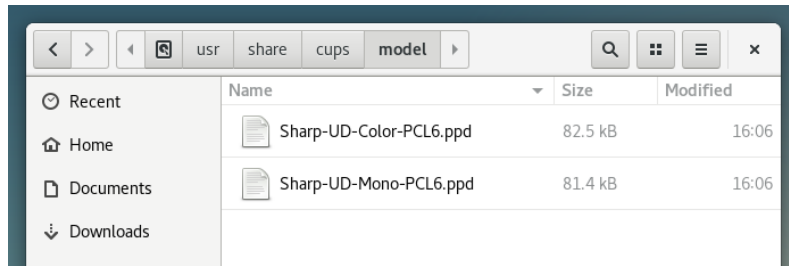 usr share cups model
Name Size Modified
Recent
Sharp-UD-Color-PCL6.ppd 82.5 kB 16:06
Home
Sharp-UD-Mono-PCL6.ppd 81.4 kB 16:06
Documents
Downloads